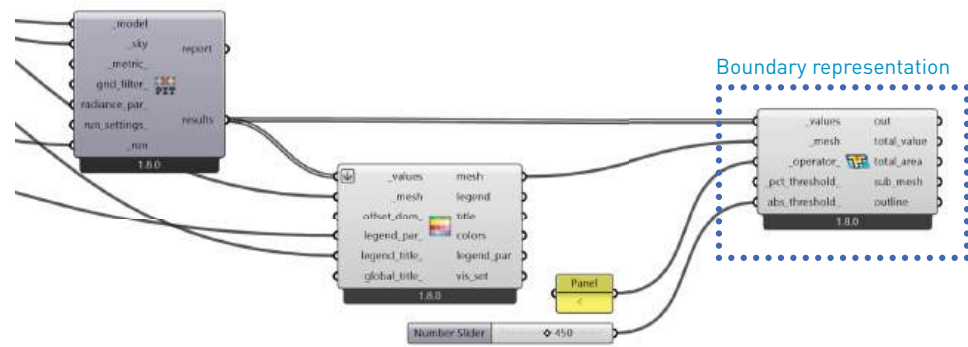 _model
_sky
_metric_
grid_filter_
radiance_par_
run_settings_
_run
report
results
PIT
1.8.0
_values
_mesh
offset_dom_
legend_par_
legend_title_
global_title_
mesh
legend
title
colors
legend_par
vis_set
1.8.0
Panel
<
Number Slider
450
Boundary representation
_values
_mesh
_operator_
_pct_threshold_
abs_threshold_
out
total_value
total_area
sub_mesh
outline
1.8.0